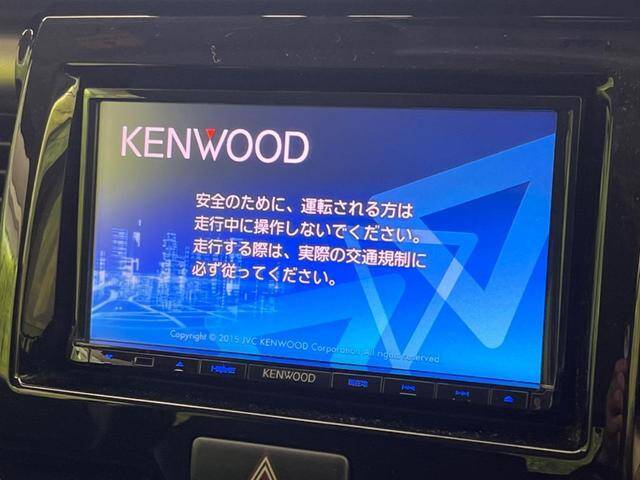 KENWOOD
安全のために、運転される方は
走行中に操作しないでください。
走行する際は、実際の交通規制に
必ず従ってください。
Copyright © 2015 JVC KENWOOD Corporation All rights reserved.
KENWOOD
現在地